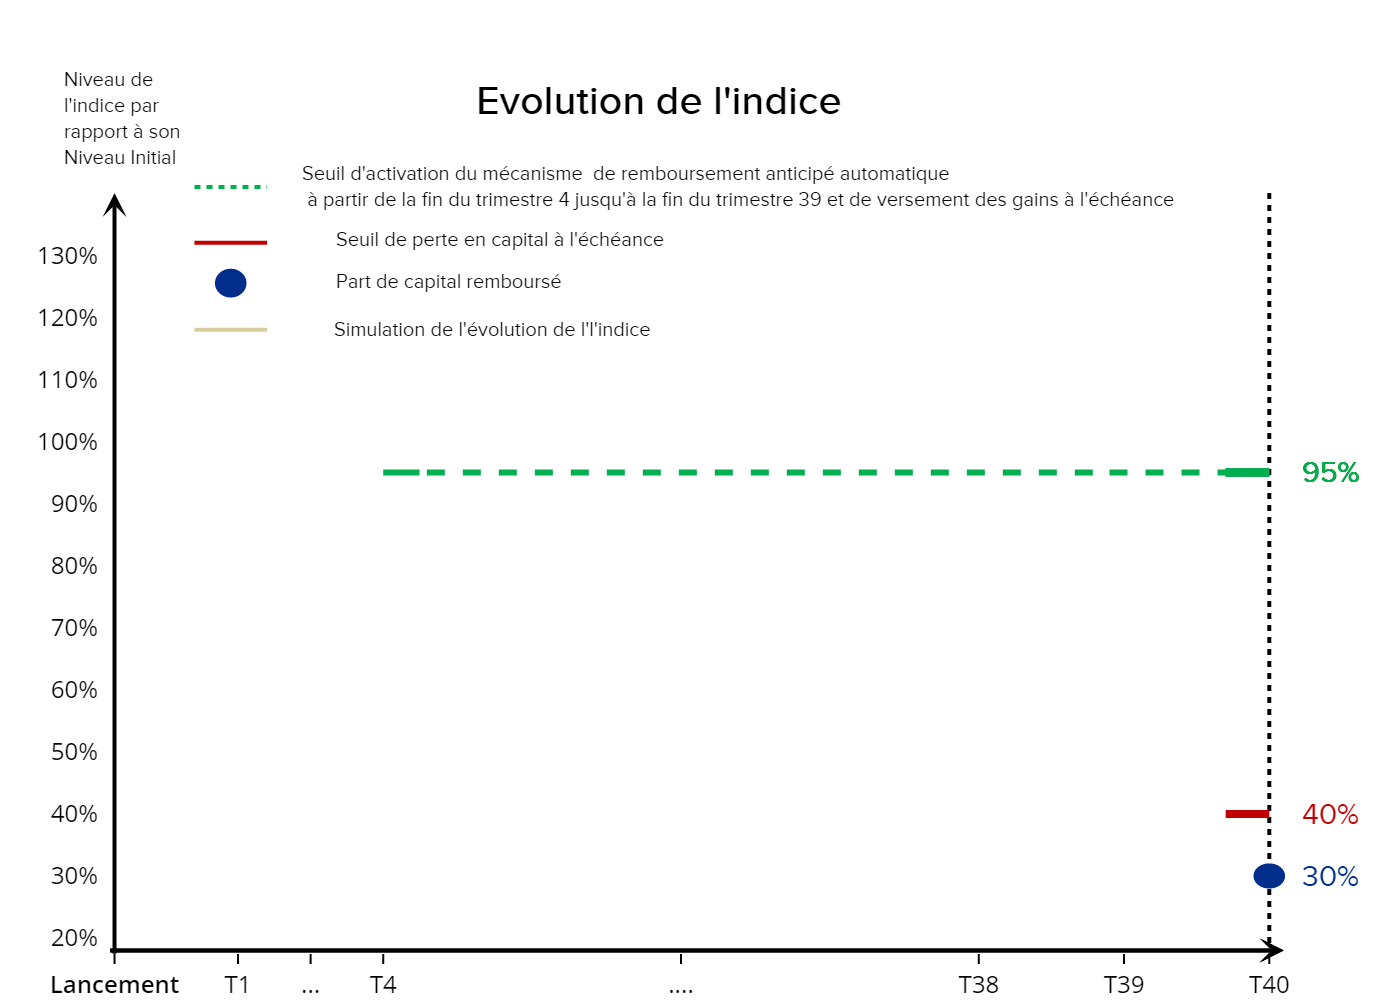 Niveau de
l'indice par
rapport à son
Niveau Initial
Evolution de l'indice
Seuil d'activation du mécanisme  de remboursement anticipé automatique
à partir de la fin du trimestre 4 jusqu'à la fin du trimestre 39 et de versement des gains à l'échéance
Seuil de perte en capital à l'échéance
Part de capital remboursé
Simulation de l'évolution de l'l'indice
130%
120%
110%
100%
90%
80%
70%
60%
50%
40%
30%
20%
95%
40%
30%
Lancement T1 ... T4 .... T38 T39 T40